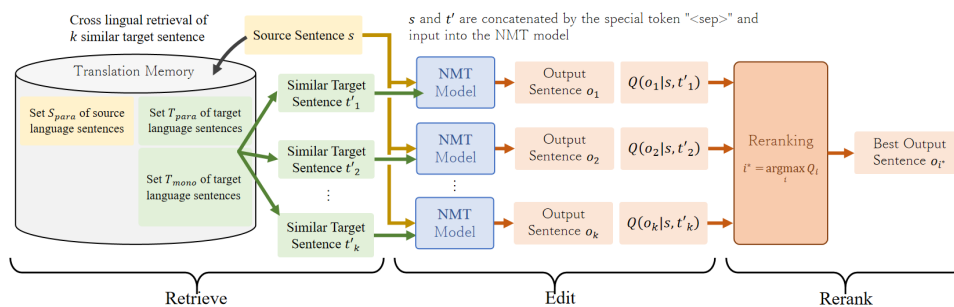 Cross lingual retrieval of
k similar target sentence
Source Sentence s
s and t' are concatenated by the special token "<sep>" and
input into the NMT model
Translation Memory
Set S_para of source
language sentences
Set T_para of target
language sentences
Set T_mono of target
language sentences
Similar Target
Sentence t'_1
Similar Target
Sentence t'_2
⋮
Similar Target
Sentence t'_k
NMT
Model
NMT
Model
⋮
NMT
Model
Output
Sentence o_1
Output
Sentence o_2
Output
Sentence o_k
Q(o_1|s, t'_1)
Q(o_2|s, t'_2)
Q(o_k|s, t'_k)
Reranking
i* = argmax Q_i
i
Best Output
Sentence o_i*
Retrieve
Edit
Rerank